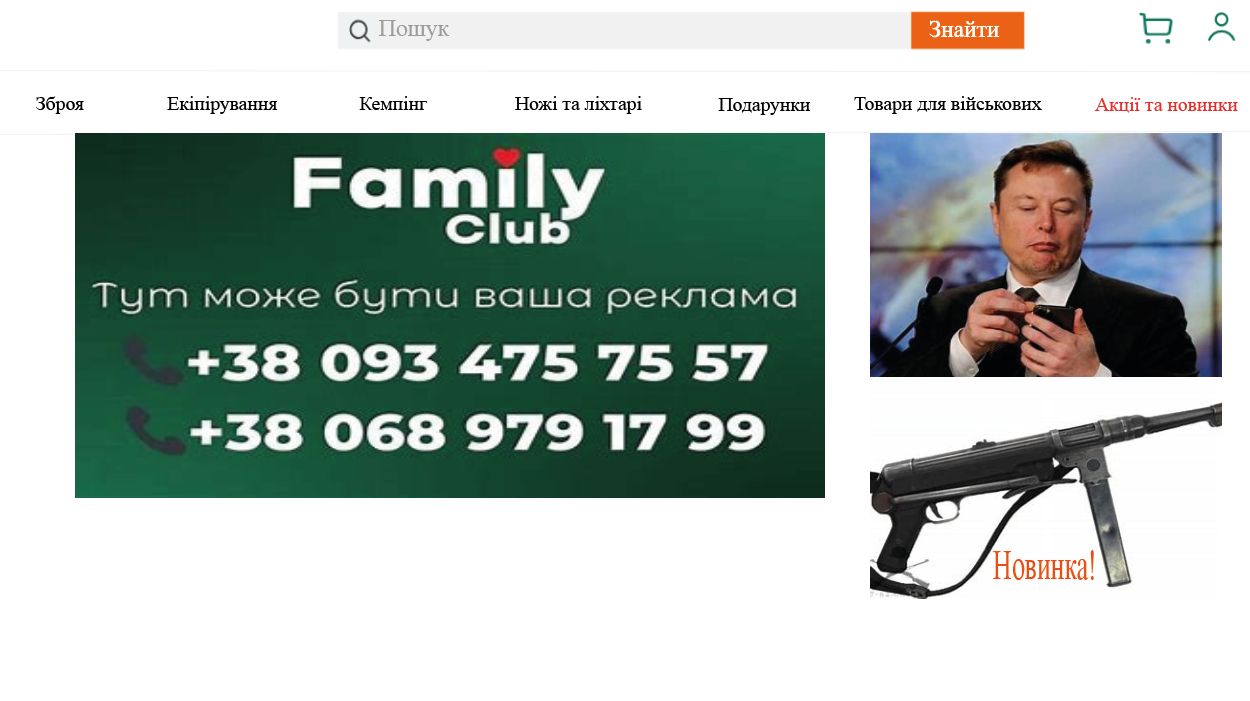 Пошук
Знайти
Зброя
Екіпірування
Кемпінг
Ножі та ліхтарі
Подарунки
Товари для військових
Акції та новинки
Family
Club
Тут може бути ваша реклама
+38 093 475 75 57
+38 068 979 17 99
Новинка!